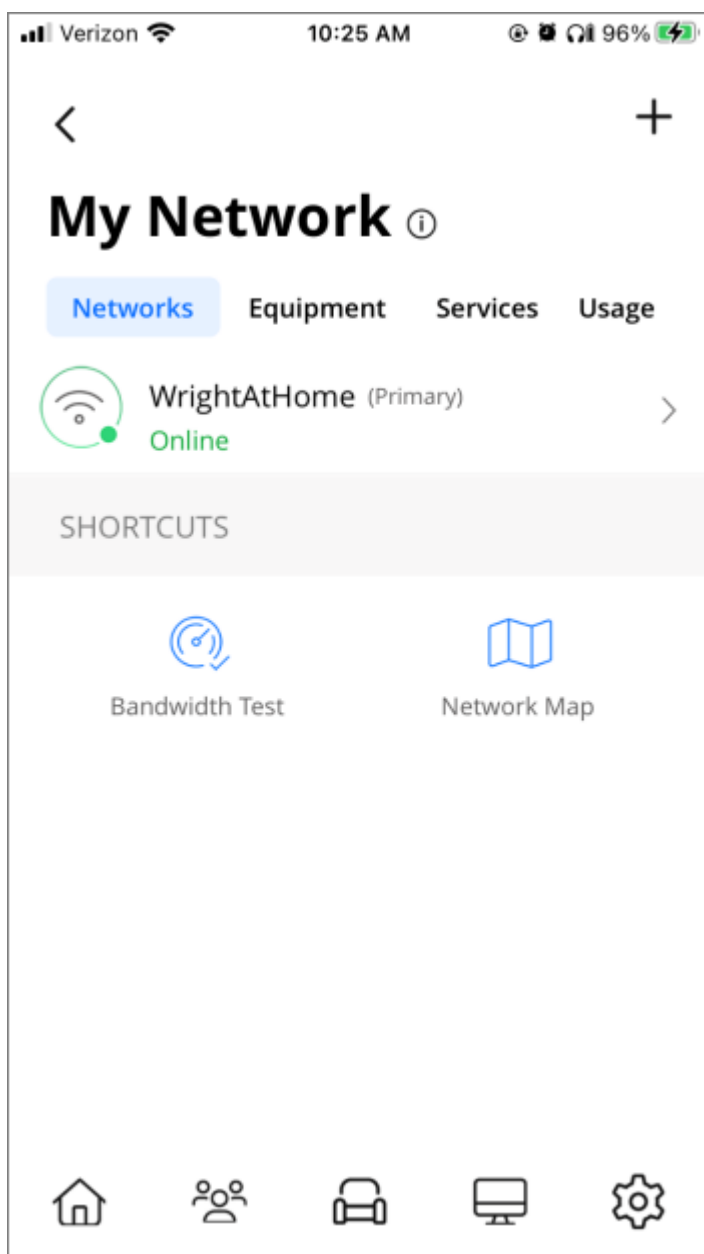 Verizon 10:25 AM 96%
My Network
Networks Equipment Services Usage
WrightAtHome (Primary)
Online
SHORTCUTS
Bandwidth Test Network Map